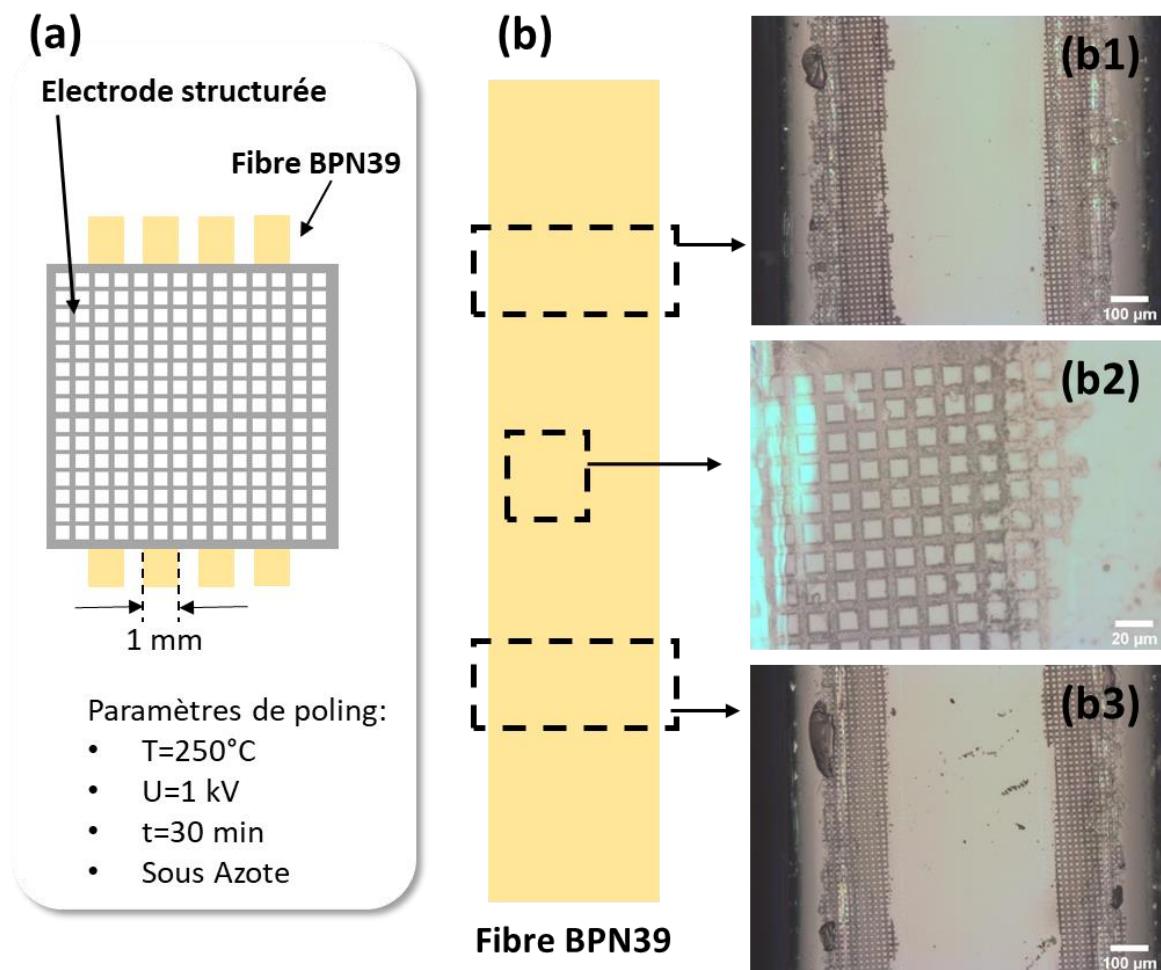 (a)
Electrode structurée
Fibre BPN39
1 mm
Paramètres de poling:
• T=250°C
• U=1 kV
• t=30 min
• Sous Azote
(b)
Fibre BPN39
(b1)
100 µm
(b2)
20 µm
(b3)
100 µm